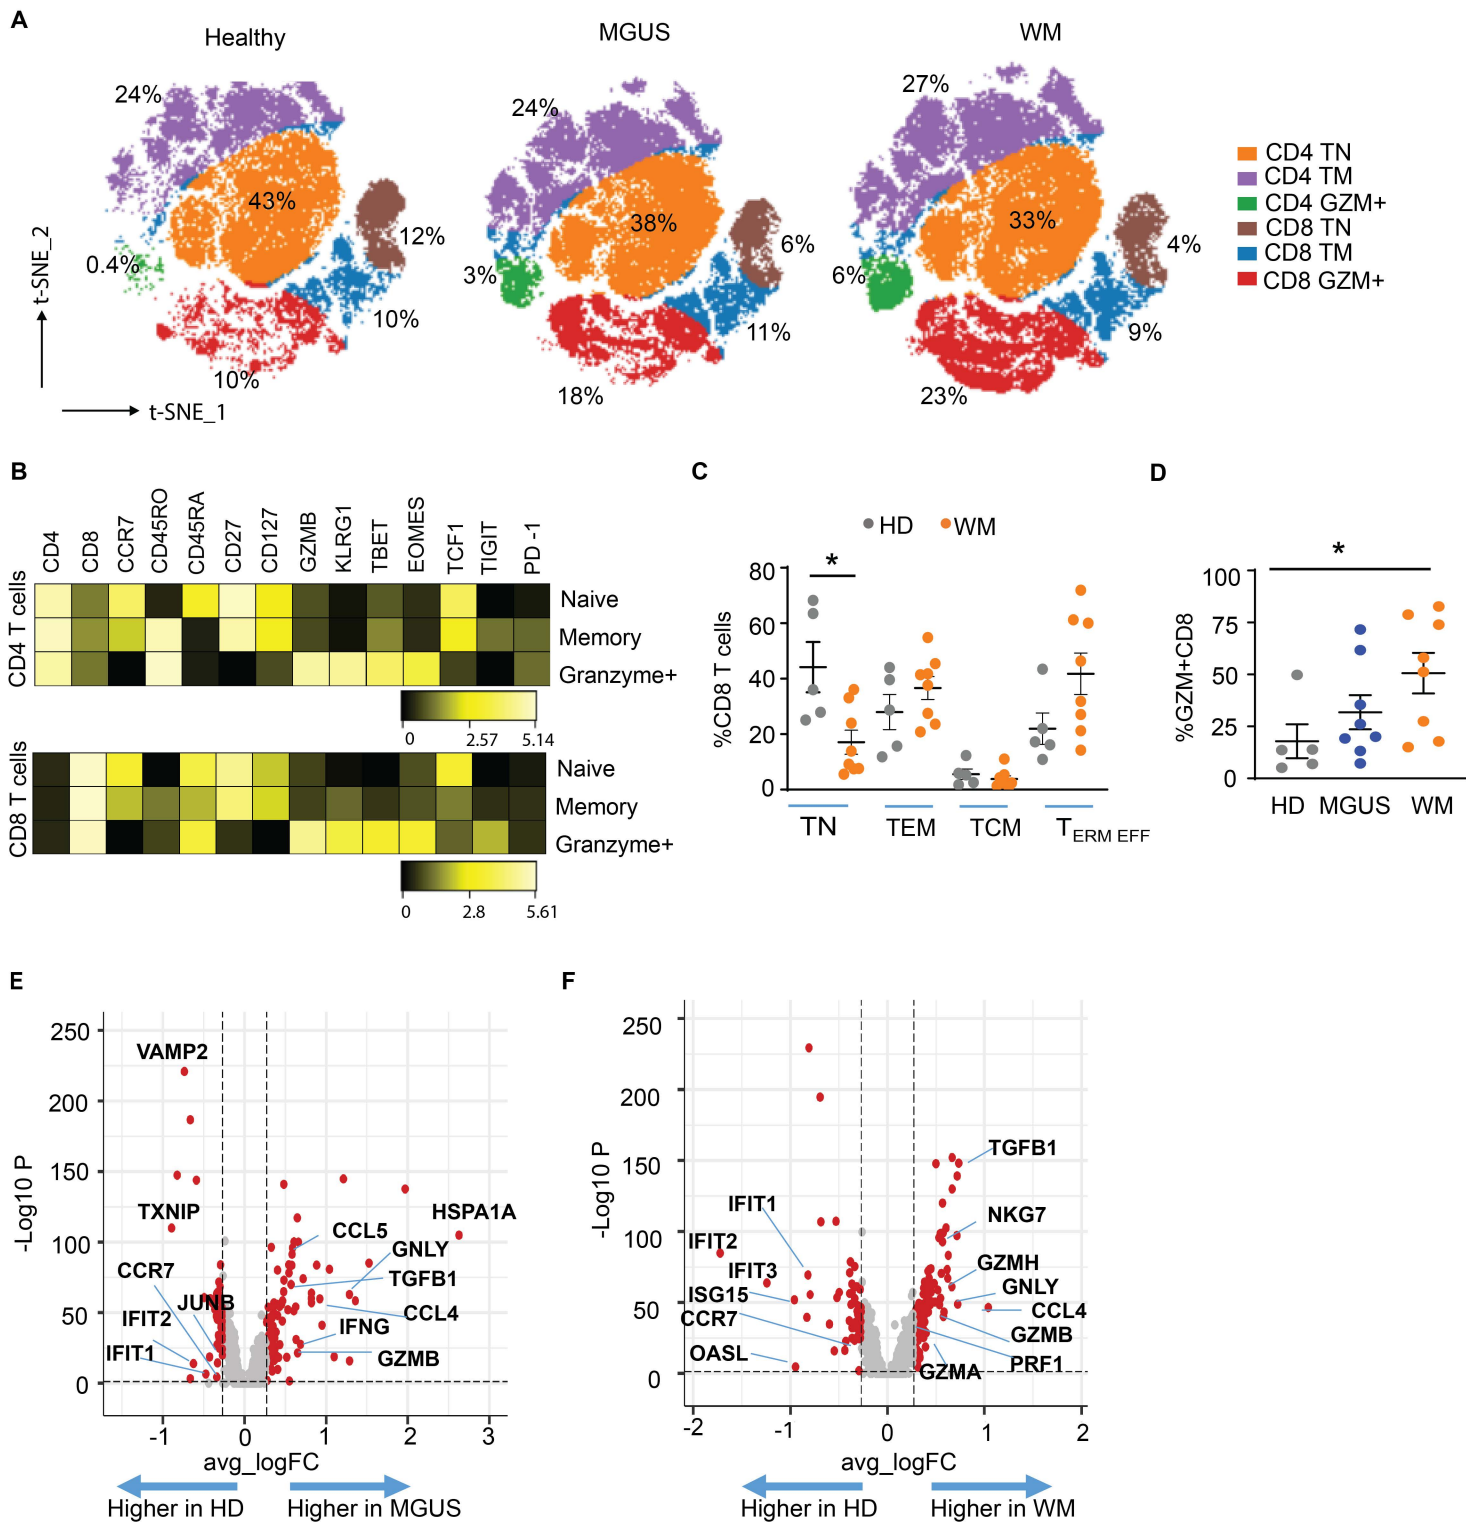 A
Healthy
MGUS
WM
24%
43%
12%
0.4%
10%
10%
24%
38%
6%
3%
11%
18%
27%
33%
4%
6%
9%
23%
t-SNE_2
t-SNE_1
CD4 TN
CD4 TM
CD4 GZM+
CD8 TN
CD8 TM
CD8 GZM+
B
CD4
CD8
CCR7
CD45RO
CD45RA
CD27
CD127
GZMB
KLRG1
TBET
EOMES
TCF1
TIGIT
PD -1
CD4 T cells
Naive
Memory
Granzyme+
0 2.57 5.14
CD8 T cells
Naive
Memory
Granzyme+
0 2.8 5.61
C
HD WM
*
%CD8 T cells
80
60
40
20
0
TN TEM TCM TERM EFF
D
*
%GZM+CD8
100
75
50
25
0
HD MGUS WM
E
-Log10 P
250
200
150
100
50
0
VAMP2
TXNIP
HSPA1A
CCL5
GNLY
CCR7
TGFB1
JUNB
CCL4
IFIT2
IFNG
IFIT1
GZMB
-1 0 1 2 3
avg_logFC
Higher in HD
Higher in MGUS
F
-Log10 P
250
200
150
100
50
0
TGFB1
IFIT1
NKG7
IFIT2
IFIT3
GZMH
ISG15
GNLY
CCR7
CCL4
GZMB
OASL
PRF1
GZMA
-2 -1 0 1 2
avg_logFC
Higher in HD
Higher in WM